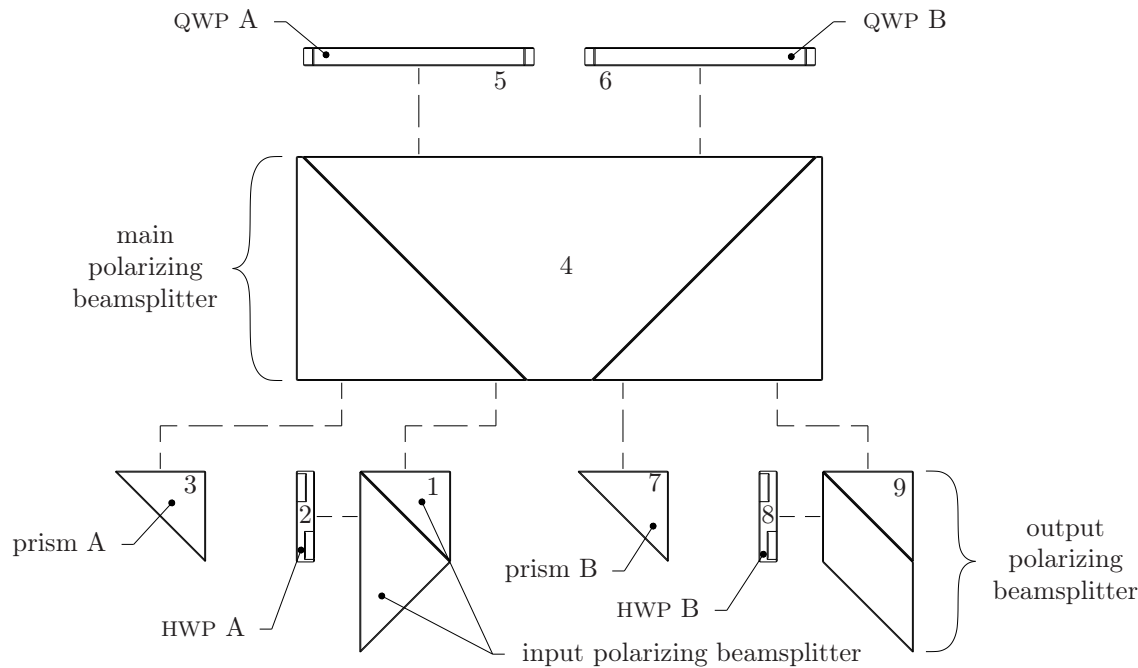 QWP A
QWP B
5
6
main
polarizing
beamsplitter
4
3
2
1
7
8
9
prism A
prism B
output
polarizing
beamsplitter
HWP A
HWP B
input polarizing beamsplitter